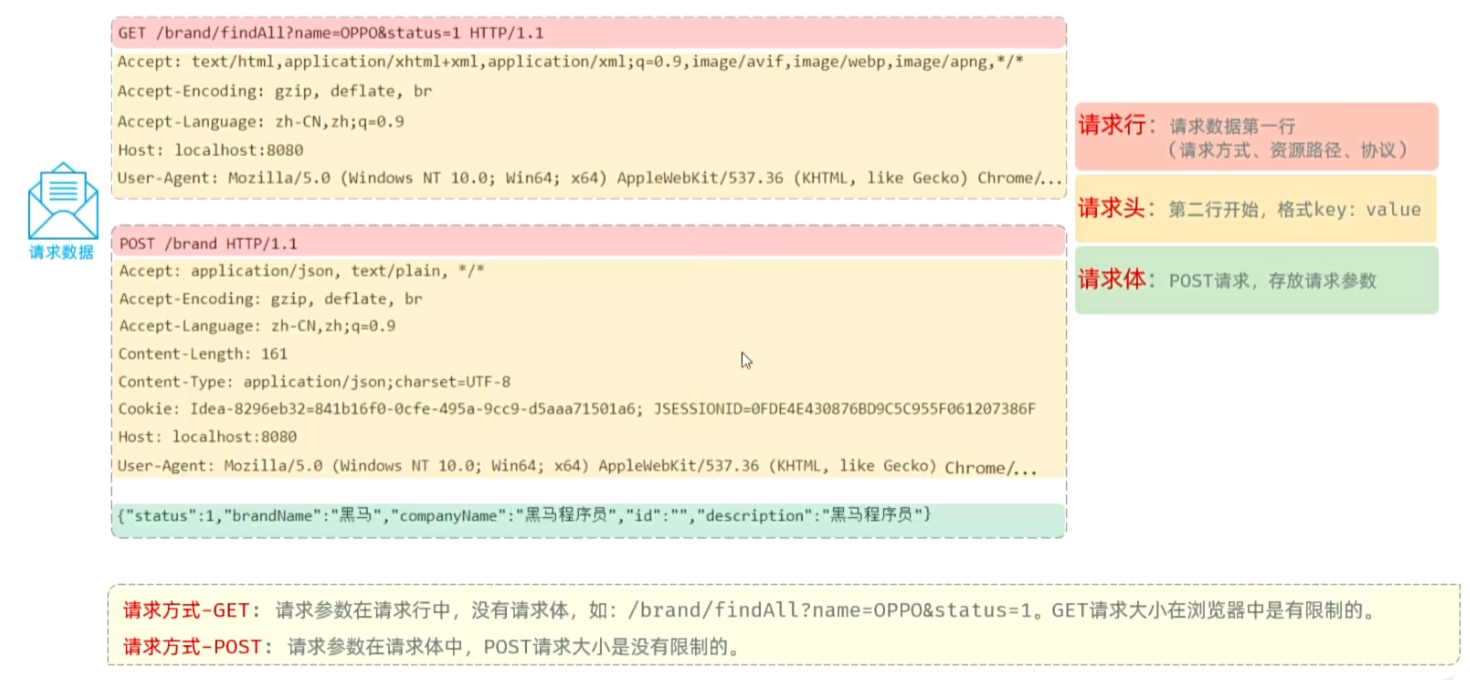 GET /brand/findAll?name=OPPO&status=1 HTTP/1.1
Accept: text/html,application/xhtml+xml,application/xml;q=0.9,image/avif,image/webp,image/apng,*/*
Accept-Encoding: gzip, deflate, br
Accept-Language: zh-CN,zh;q=0.9
Host: localhost:8080
User-Agent: Mozilla/5.0 (Windows NT 10.0; Win64; x64) AppleWebKit/537.36 (KHTML, like Gecko) Chrome/...
请求行：请求数据第一行
（请求方式、资源路径、协议）
请求头：第二行开始，格式key：value
请求体：POST请求，存放请求参数
请求数据
POST /brand HTTP/1.1
Accept: application/json, text/plain, */*
Accept-Encoding: gzip, deflate, br
Accept-Language: zh-CN,zh;q=0.9
Content-Length: 161
Content-Type: application/json;charset=UTF-8
Cookie: Idea-8296eb32=841b16f0-0cfe-495a-9cc9-d5aaa71501a6; JSESSIONID=0FDE4E430876BD9C5C955F061207386F
Host: localhost:8080
User-Agent: Mozilla/5.0 (Windows NT 10.0; Win64; x64) AppleWebKit/537.36 (KHTML, like Gecko) Chrome/...
{"status":1,"brandName":"黑马","companyName":"黑马程序员","id":"","description":"黑马程序员"}
请求方式-GET：请求参数在请求行中，没有请求体，如：/brand/findAll?name=OPPO&status=1。GET请求大小在浏览器中是有限制的。
请求方式-POST：请求参数在请求体中，POST请求大小是没有限制的。